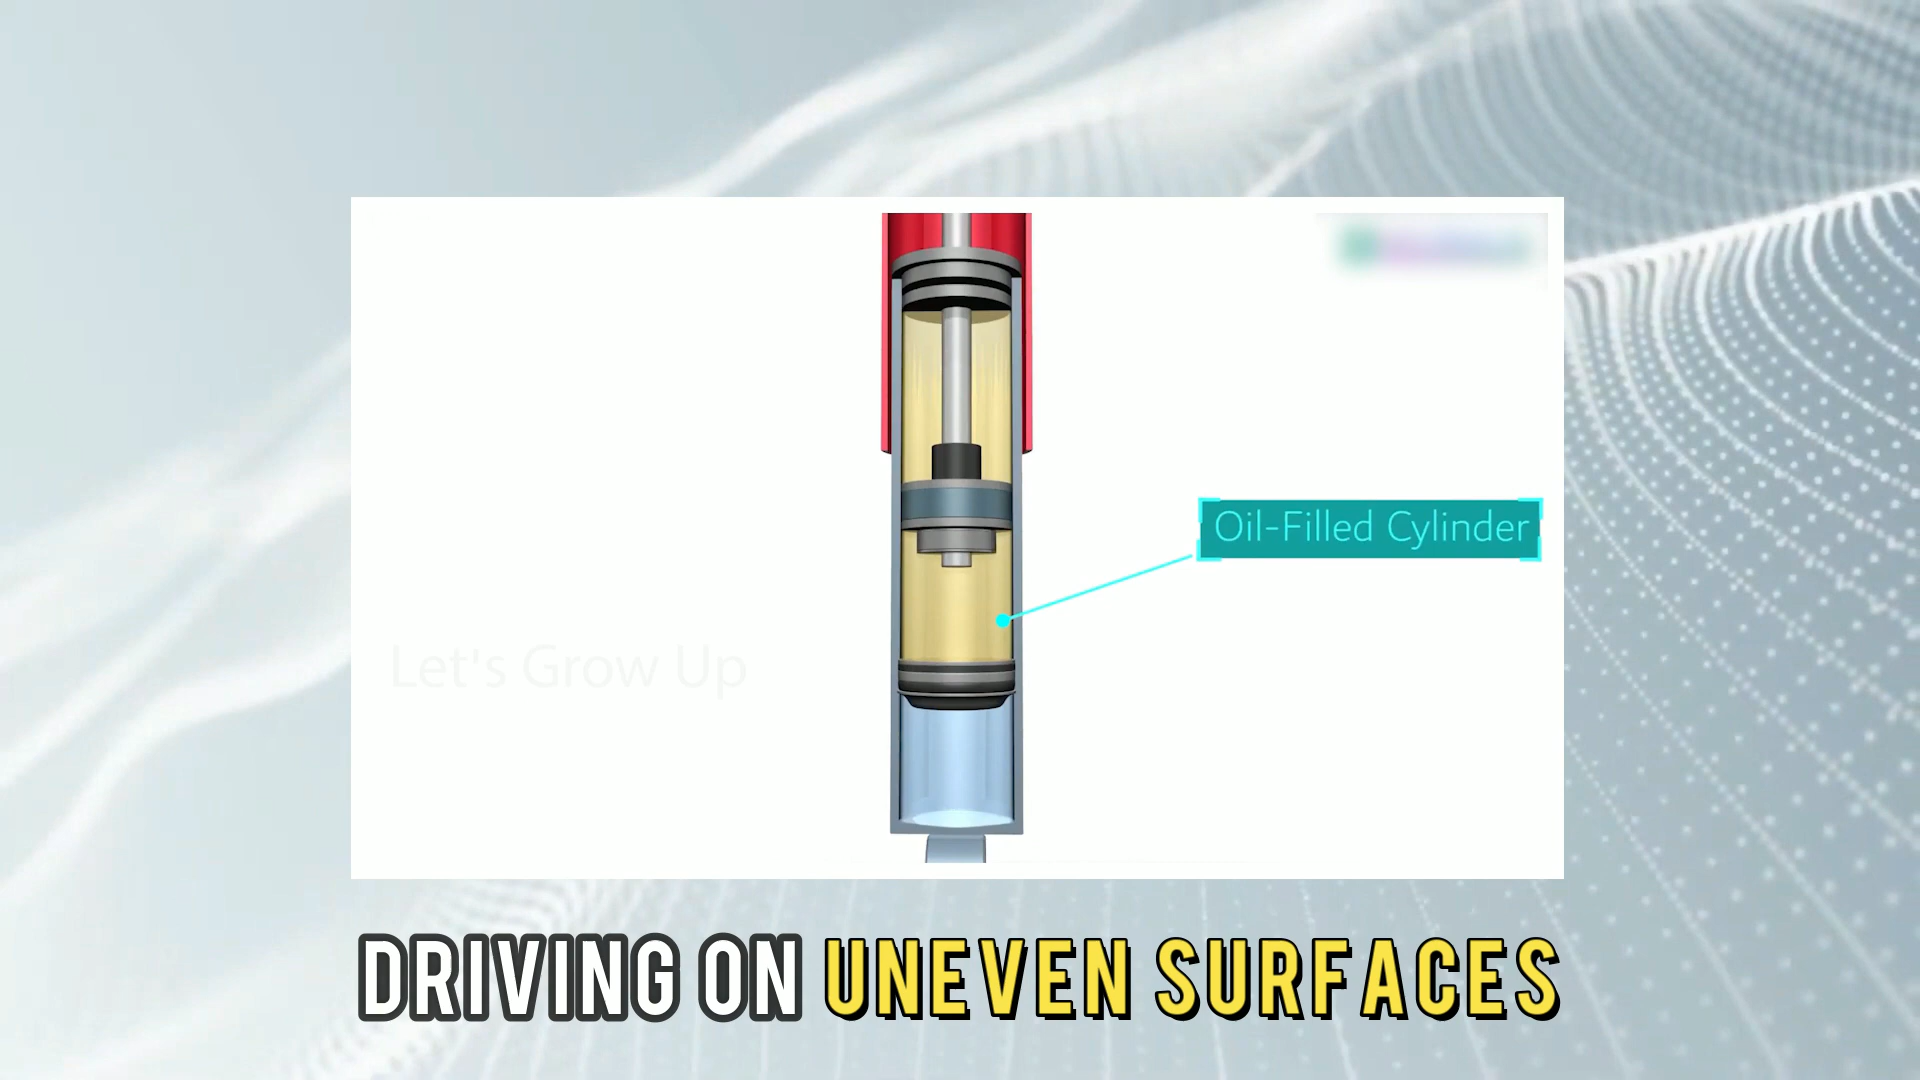 Oil-Filled Cylinder
Let's Grow Up
DRIVING ON UNEVEN SURFACES